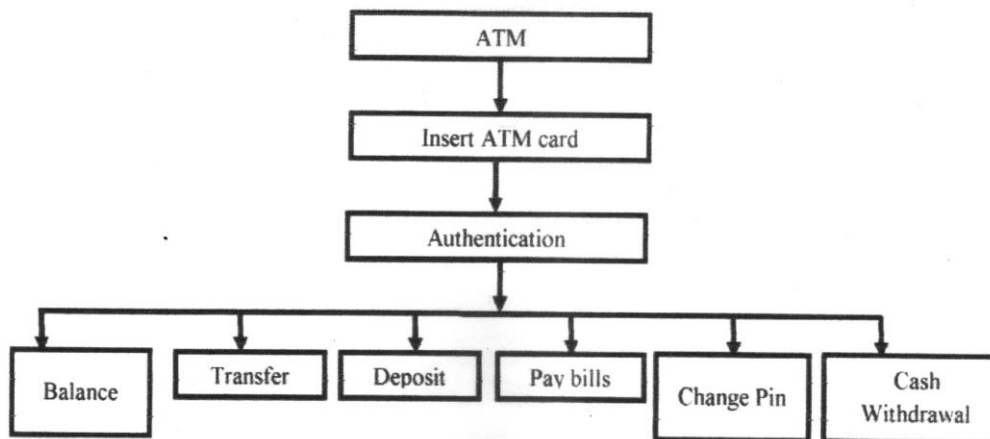 ATM
Insert ATM card
Authentication
Balance
Transfer
Deposit
Pay bills
Change Pin
Cash
Withdrawal